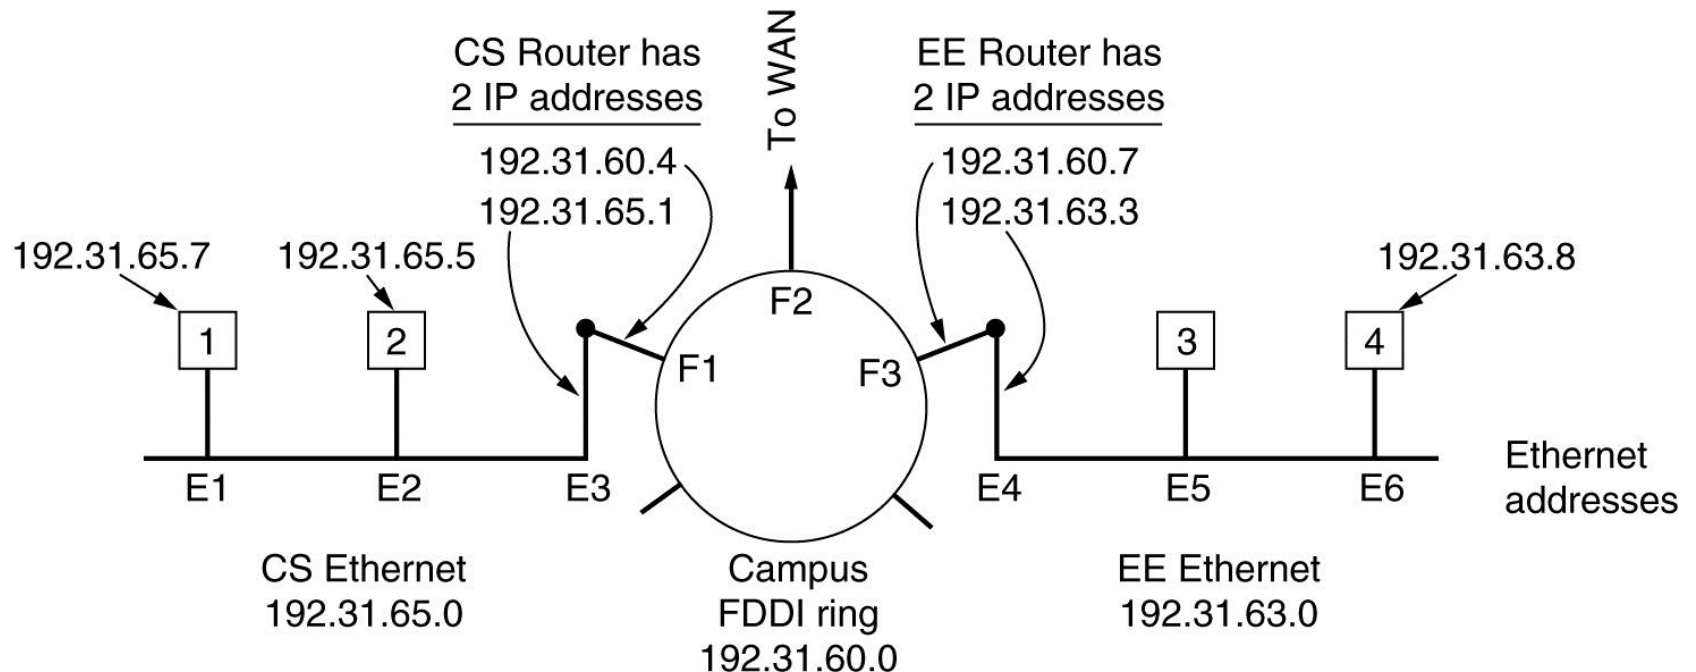 To WAN
CS Router has
2 IP addresses
192.31.60.4
192.31.65.1
EE Router has
2 IP addresses
192.31.60.7
192.31.63.3
192.31.65.7
192.31.65.5
192.31.63.8
1
2
F1
F2
F3
3
4
E1
E2
E3
E4
E5
E6
Ethernet
addresses
CS Ethernet
192.31.65.0
Campus
FDDI ring
192.31.60.0
EE Ethernet
192.31.63.0